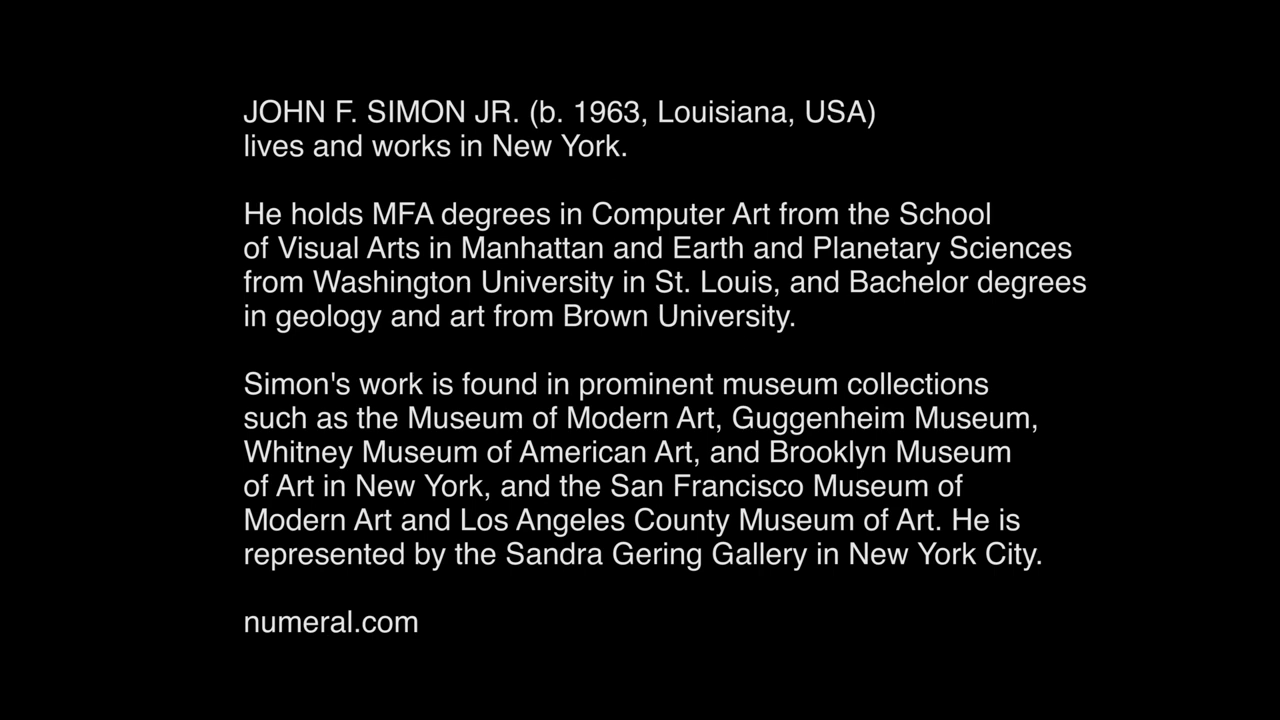 JOHN F. SIMON JR. (b. 1963, Louisiana, USA)
lives and works in New York.
He holds MFA degrees in Computer Art from the School
of Visual Arts in Manhattan and Earth and Planetary Sciences
from Washington University in St. Louis, and Bachelor degrees
in geology and art from Brown University.
Simon's work is found in prominent museum collections
such as the Museum of Modern Art, Guggenheim Museum,
Whitney Museum of American Art, and Brooklyn Museum
of Art in New York, and the San Francisco Museum of
Modern Art and Los Angeles County Museum of Art. He is
represented by the Sandra Gering Gallery in New York City.
numeral.com